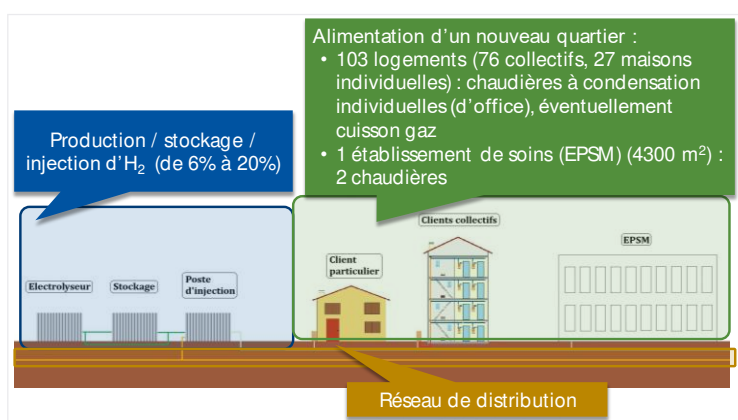 Alimentation d'un nouveau quartier :
• 103 logements (76 collectifs, 27 maisons
individuelles) : chaudières à condensation
individuelles (d'office), éventuellement
cuisson gaz
• 1 établissement de soins (EPSM) (4300 m²) :
2 chaudières
Production / stockage /
injection d'H₂ (de 6% à 20%)
Electrolyseur
Stockage
Poste
d'injection
Client
particulier
Clients collectifs
EPSM
Réseau de distribution